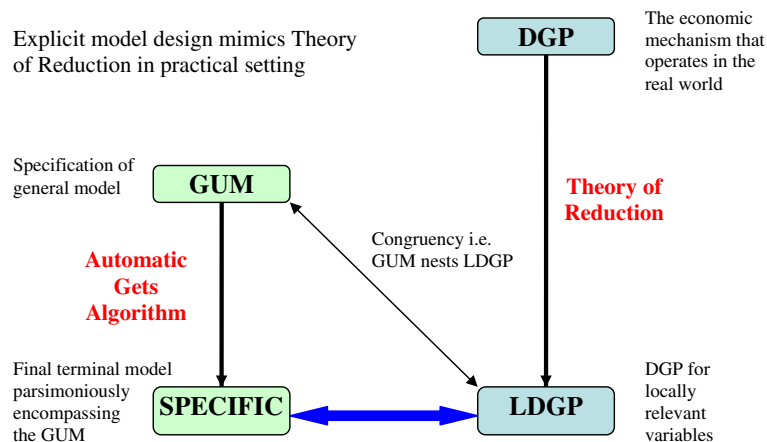 Explicit model design mimics Theory
of Reduction in practical setting
DGP
The economic
mechanism that
operates in the
real world
Specification of
general model
GUM
Theory of
Reduction
Congruency i.e.
GUM nests LDGP
Automatic
Gets
Algorithm
Final terminal model
parsimoniously
encompassing
the GUM
SPECIFIC
LDGP
DGP for
locally
relevant
variables